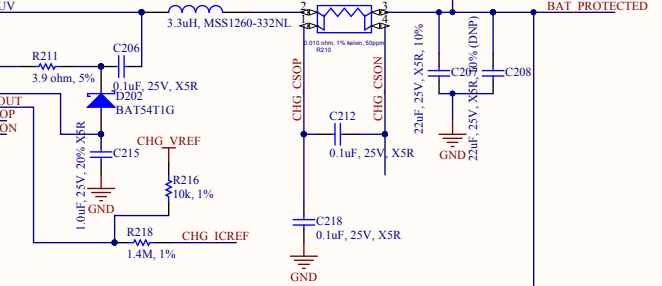 UV
3.3uH, MSS1260-332NL
2
3
1
4
BAT_PROTECTED
0.010 ohm, 1% kelvin, 50ppm
R210
R211
3.9 ohm, 5%
C206
0.1uF, 25V, X5R
D202
BAT54T1G
OUT
OP
ON
CHG_CSOP
CHG_CSON
22uF, 25V, X5R, 10%
C207
22uF, 25V, X5R, 10% (DNP)
C208
GND
C212
0.1uF, 25V, X5R
1.0uF, 25V, 20% X5R
C215
GND
CHG_VREF
R216
10k, 1%
R218
1.4M, 1%
CHG_ICREF
C218
0.1uF, 25V, X5R
GND